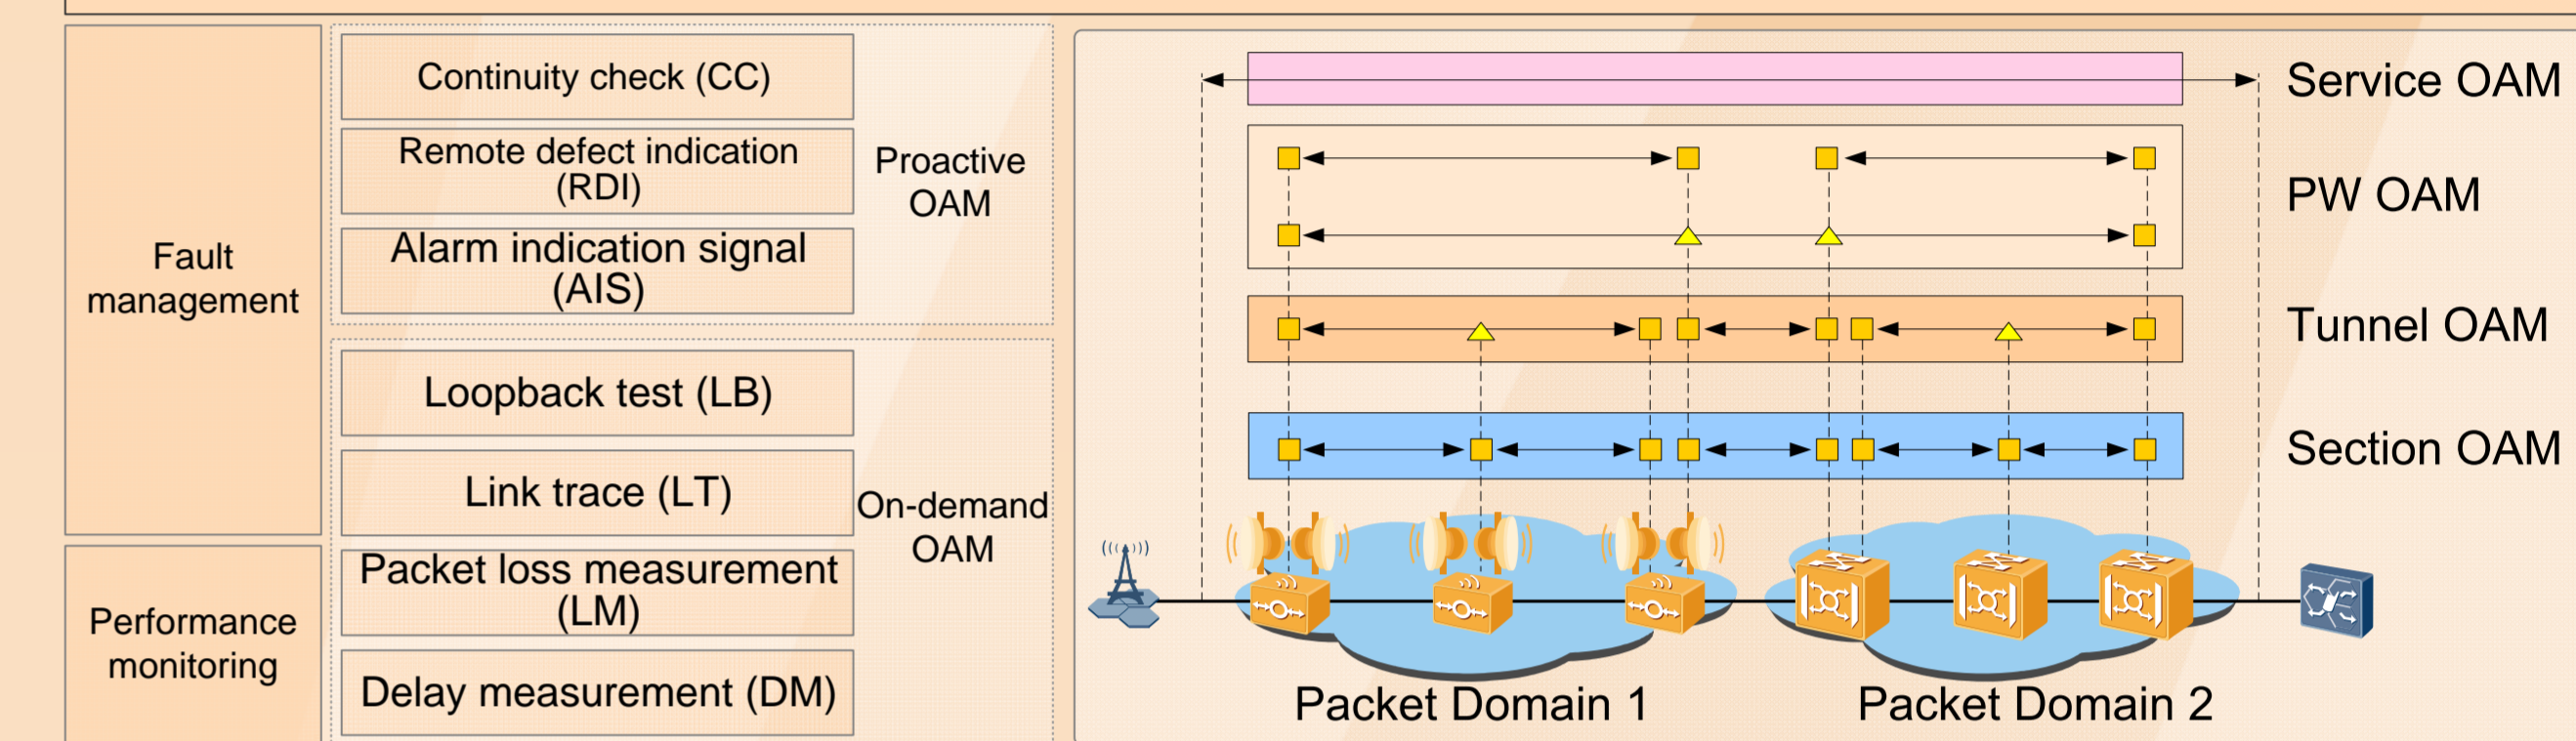 Fault
management
Continuity check (CC)
Remote defect indication
(RDI)
Alarm indication signal
(AIS)
Proactive
OAM
Loopback test (LB)
Link trace (LT)
Packet loss measurement
(LM)
Delay measurement (DM)
On-demand
OAM
Performance
monitoring
Service OAM
PW OAM
Tunnel OAM
Section OAM
Packet Domain 1
Packet Domain 2